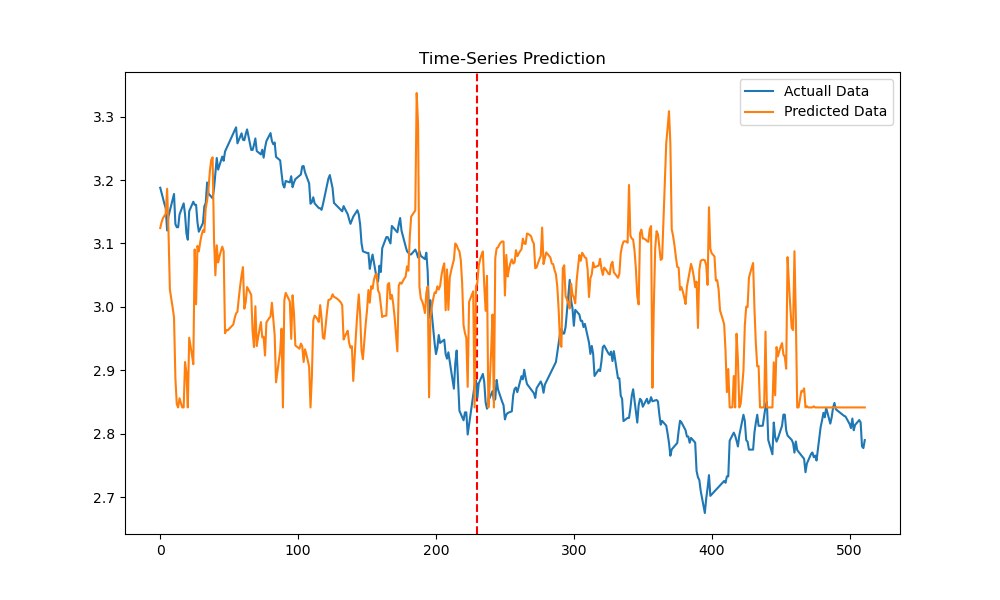 Time-Series Prediction
Actuall Data
Predicted Data
3.3
3.2
3.1
3.0
2.9
2.8
2.7
0 100 200 300 400 500